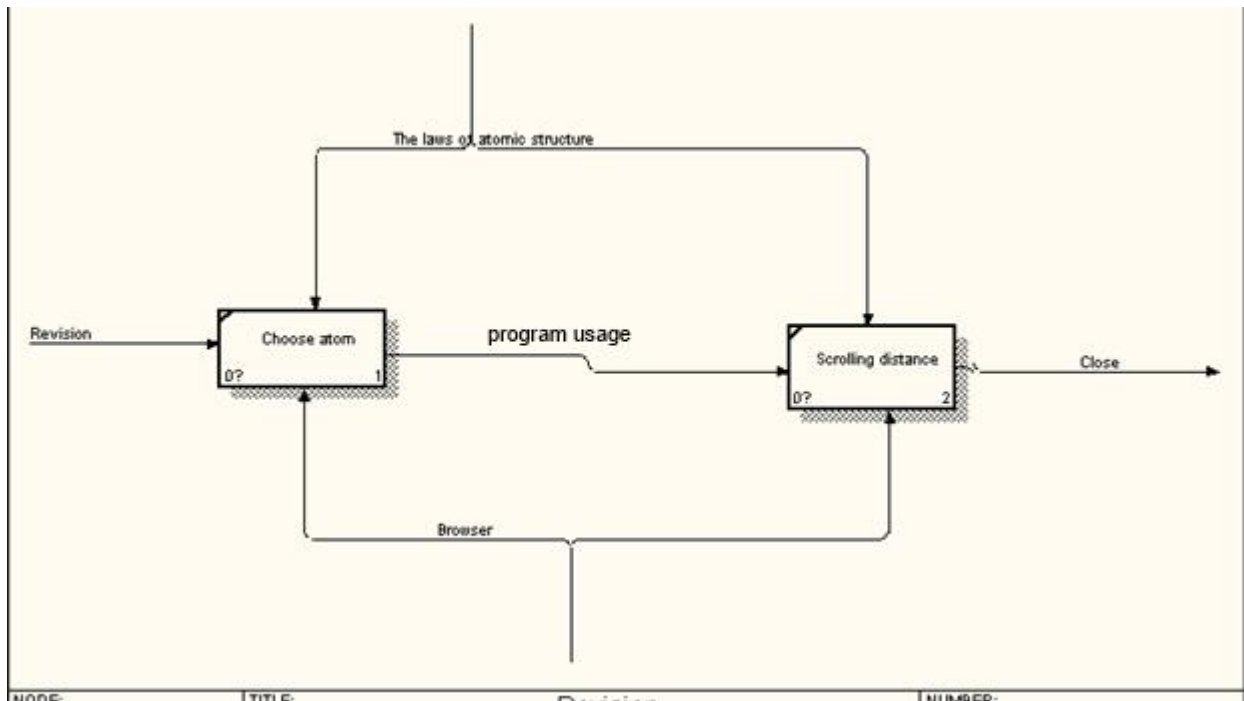 The laws of atomic structure
Revision
Choose atom
0?
1
program usage
Scrolling distance
0?
2
Close
Browser
NODE:
TITLE:
Revision
NUMBER: